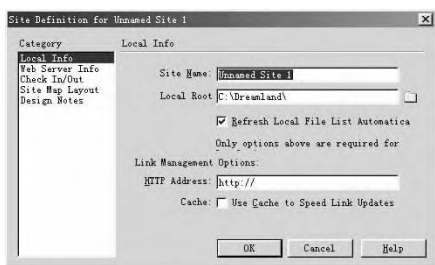 Site Definition for Unnamed Site 1
Category
Local Info
Web Server Info
Check In/Out
Site Map Layout
Design Notes
Local Info
Site Name: Unnamed Site 1
Local Root C:\Dreamland\
Refresh Local File List Automatica
Only options above are required for
Link Management Options:
HTTP Address: http://
Cache: Use Cache to Speed Link Updates
OK Cancel Help